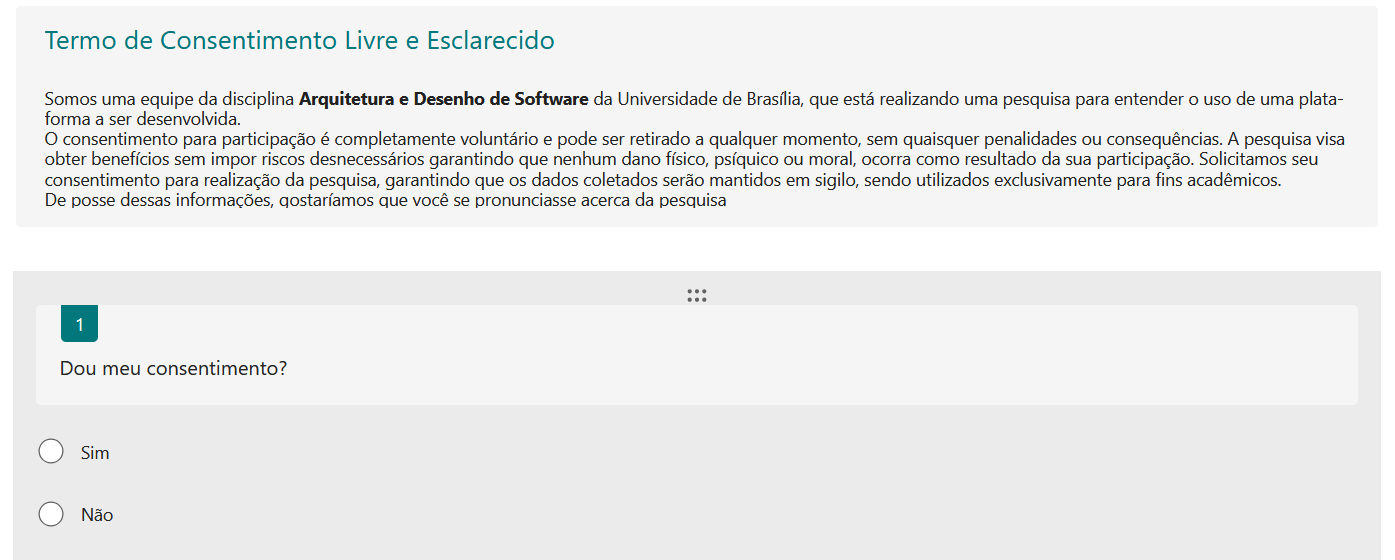 Termo de Consentimento Livre e Esclarecido
Somos uma equipe da disciplina Arquitetura e Desenho de Software da Universidade de Brasília, que está realizando uma pesquisa para entender o uso de uma plata-
forma a ser desenvolvida.
O consentimento para participação é completamente voluntário e pode ser retirado a qualquer momento, sem quaisquer penalidades ou consequências. A pesquisa visa
obter benefícios sem impor riscos desnecessários garantindo que nenhum dano físico, psíquico ou moral, ocorra como resultado da sua participação. Solicitamos seu
consentimento para realização da pesquisa, garantindo que os dados coletados serão mantidos em sigilo, sendo utilizados exclusivamente para fins acadêmicos.
De posse dessas informações, gostaríamos que você se pronunciasse acerca da pesquisa
1
Dou meu consentimento?
Sim
Não